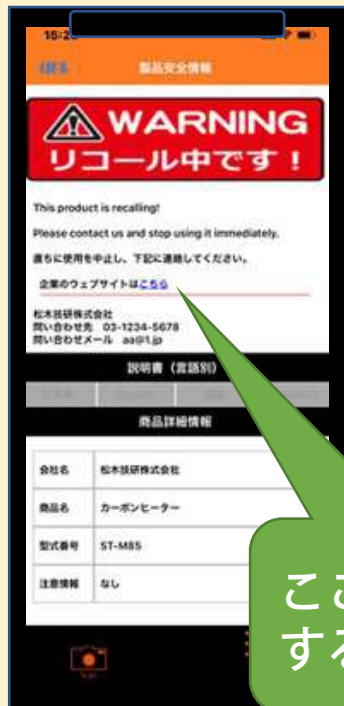 15:2
戻る 製品安全情報
WARNING
リコール中です！
This product is recalling!
Please contact us and stop using it immediately.
直ちに使用を中止し、下記に連絡してください。
企業のウェブサイトはこちら
松木技研株式会社
問い合わせ先 03-1234-5678
問い合わせメール aa@1.jp
説明書（言語別）
商品詳細情報
会社名 松木技研株式会社
商品名 カーボンヒーター
型式番号 ST-M85
注意情報 なし
ここ
する